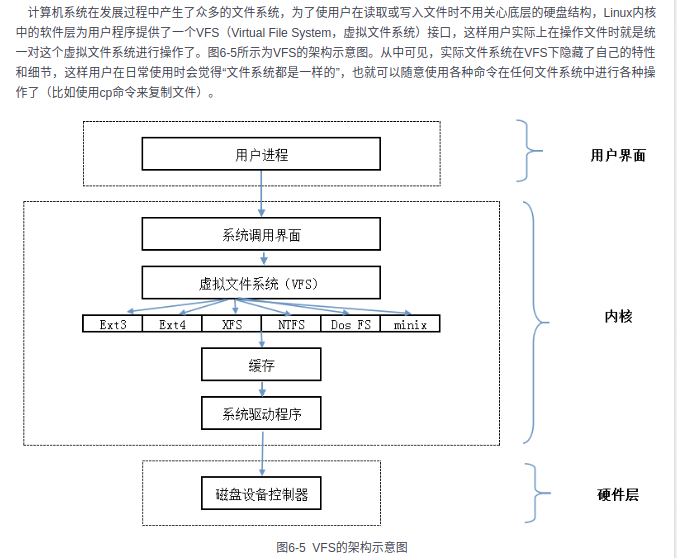 计算机系统在发展过程中产生了众多的文件系统，为了使用户在读取或写入文件时不用关心底层的硬盘结构，Linux内核
中的软件层为用户程序提供了一个VFS（Virtual File System，虚拟文件系统）接口，这样用户实际上在操作文件时就是统
一对这个虚拟文件系统进行操作了。图6-5所示为VFS的架构示意图。从中可见，实际文件系统在VFS下隐藏了自己的特性
和细节，这样用户在日常使用时会觉得“文件系统都是一样的”，也就可以随意使用各种命令在任何文件系统中进行各种操
作了（比如使用cp命令来复制文件）。
用户进程
用户界面
系统调用界面
虚拟文件系统（VFS）
Ext3 Ext4 XFS NTFS Dos FS minix
内核
缓存
系统驱动程序
磁盘设备控制器
硬件层
图6-5 VFS的架构示意图